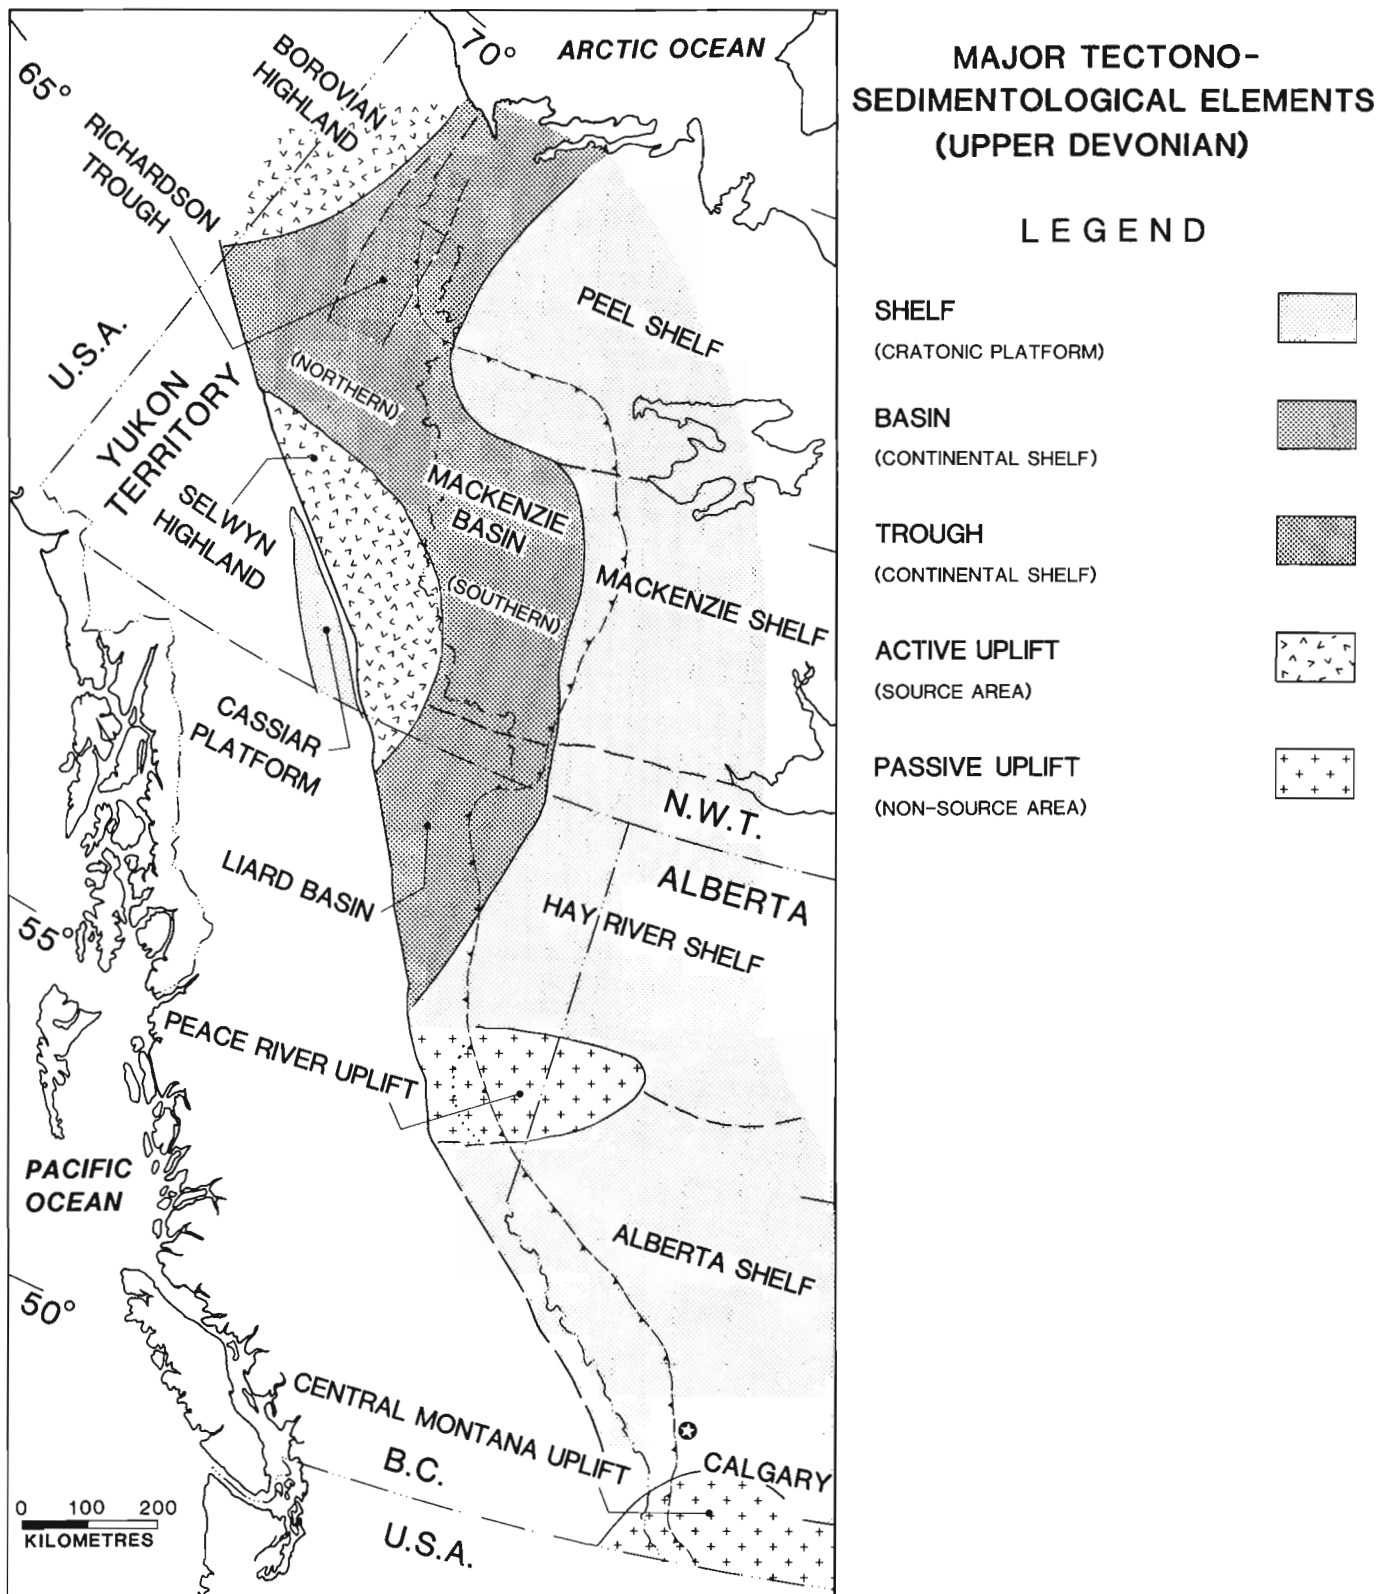 65°
BOROVIAN
HIGHLAND
70°
ARCTIC OCEAN
RICHARDSON
TROUGH
PEEL SHELF
U.S.A.
YUKON
TERRITORY
(NORTHERN)
SELWYN
HIGHLAND
MACKENZIE
BASIN
(SOUTHERN)
MACKENZIE SHELF
CASSIAR
PLATFORM
N.W.T.
ALBERTA
LIARD BASIN
HAY RIVER SHELF
55°
PEACE RIVER UPLIFT
PACIFIC
OCEAN
ALBERTA SHELF
50°
CENTRAL MONTANA UPLIFT
CALGARY
B.C.
U.S.A.
0 100 200
KILOMETRES
MAJOR TECTONO-
SEDIMENTOLOGICAL ELEMENTS
(UPPER DEVONIAN)
LEGEND
SHELF
(CRATONIC PLATFORM)
BASIN
(CONTINENTAL SHELF)
TROUGH
(CONTINENTAL SHELF)
ACTIVE UPLIFT
(SOURCE AREA)
PASSIVE UPLIFT
(NON-SOURCE AREA)